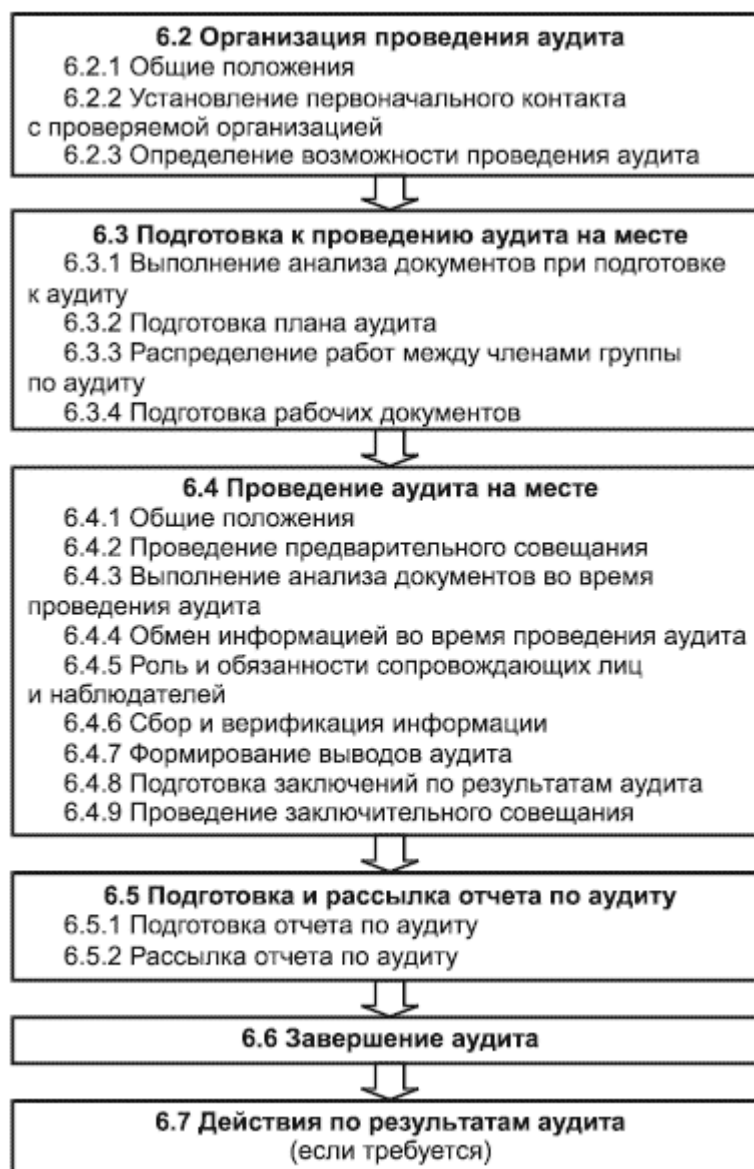 6.2 Организация проведения аудита
6.2.1 Общие положения
6.2.2 Установление первоначального контакта
с проверяемой организацией
6.2.3 Определение возможности проведения аудита
6.3 Подготовка к проведению аудита на месте
6.3.1 Выполнение анализа документов при подготовке
к аудиту
6.3.2 Подготовка плана аудита
6.3.3 Распределение работ между членами группы
по аудиту
6.3.4 Подготовка рабочих документов
6.4 Проведение аудита на месте
6.4.1 Общие положения
6.4.2 Проведение предварительного совещания
6.4.3 Выполнение анализа документов во время
проведения аудита
6.4.4 Обмен информацией во время проведения аудита
6.4.5 Роль и обязанности сопровождающих лиц
и наблюдателей
6.4.6 Сбор и верификация информации
6.4.7 Формирование выводов аудита
6.4.8 Подготовка заключений по результатам аудита
6.4.9 Проведение заключительного совещания
6.5 Подготовка и рассылка отчета по аудиту
6.5.1 Подготовка отчета по аудиту
6.5.2 Рассылка отчета по аудиту
6.6 Завершение аудита
6.7 Действия по результатам аудита
(если требуется)